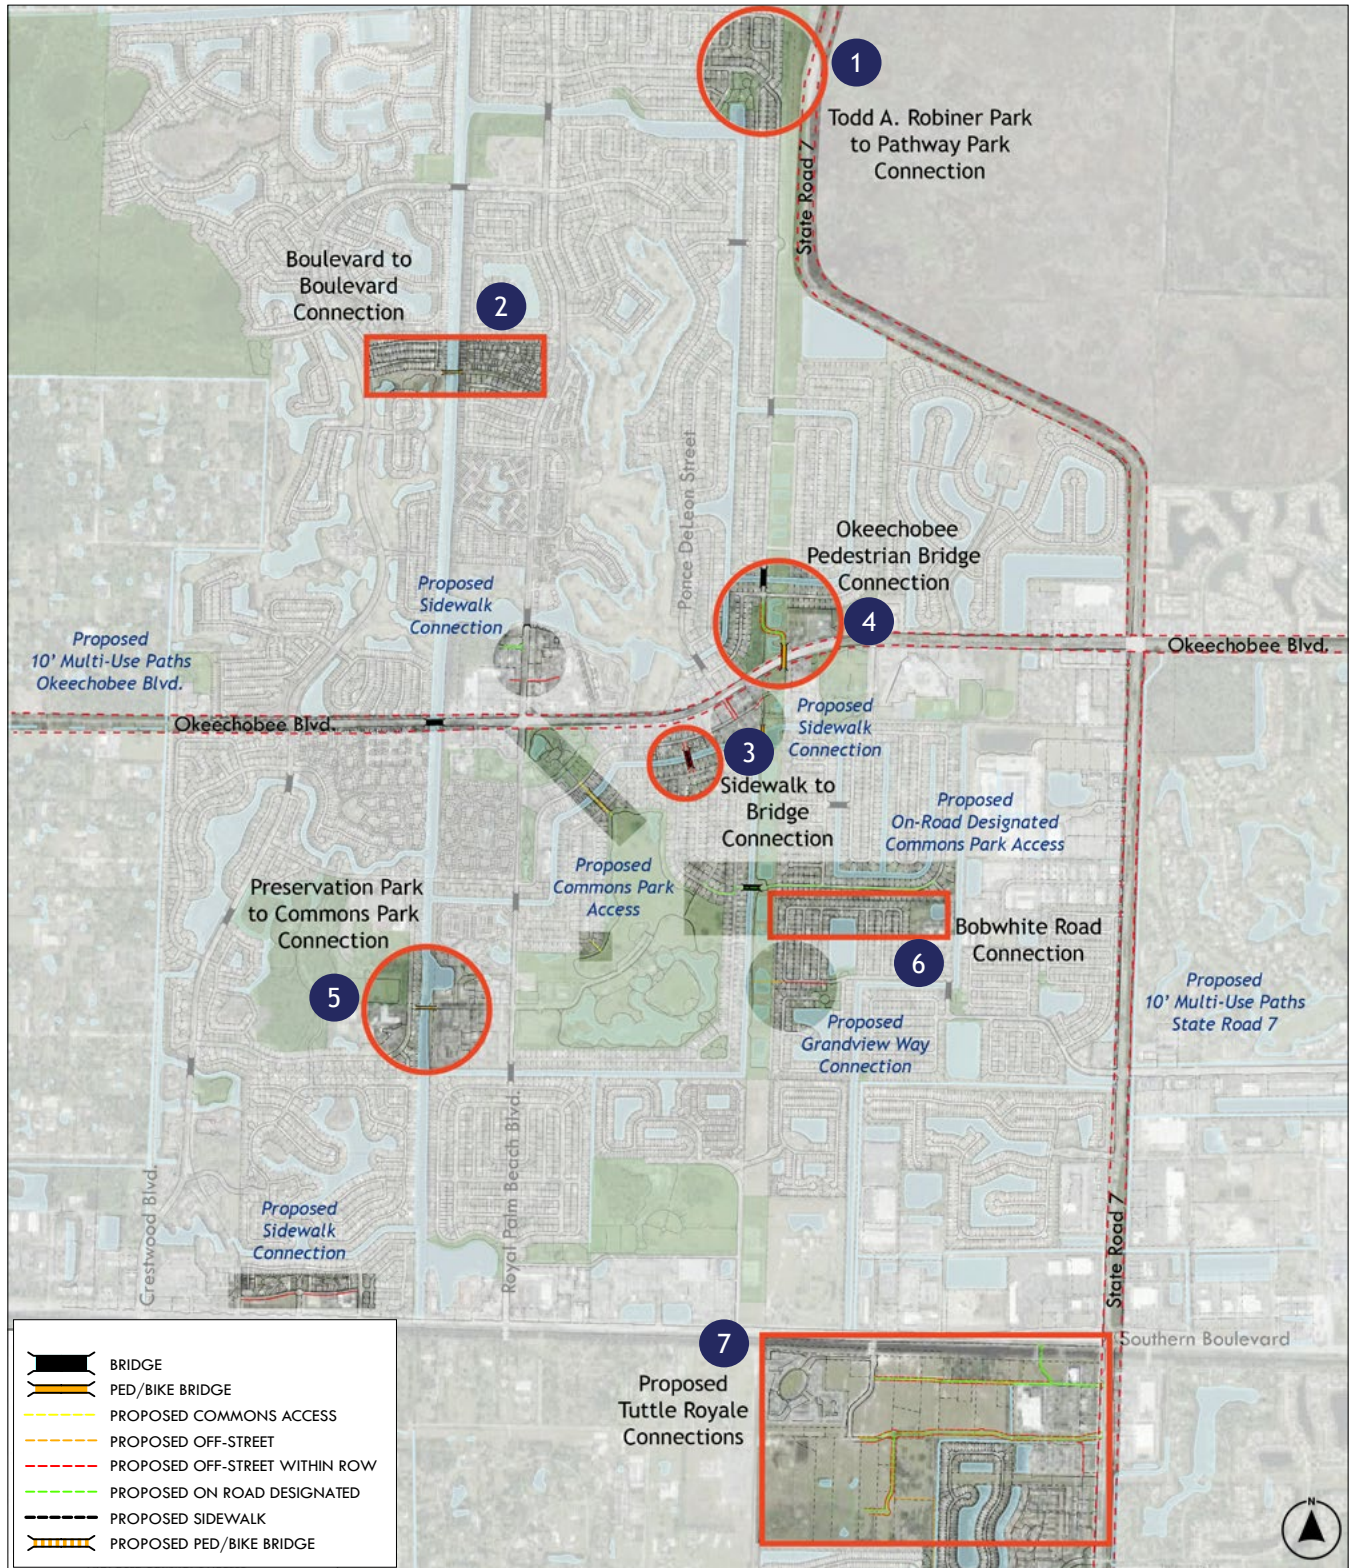 1
Todd A. Robiner Park
to Pathway Park
Connection
State Road 7
Boulevard to
Boulevard
Connection
2
Ponce DeLeon Street
Okeechobee
Pedestrian Bridge
Connection
4
Proposed
Sidewalk
Connection
Proposed
10' Multi-Use Paths
Okeechobee Blvd.
Okeechobee Blvd.
Okeechobee Blvd.
Proposed
Sidewalk
Connection
3
Sidewalk to
Bridge
Connection
Proposed
On-Road Designated
Commons Park Access
Proposed
Commons Park
Access
Preservation Park
to Commons Park
Connection
5
Bobwhite Road
Connection
6
Proposed
10' Multi-Use Paths
State Road 7
Proposed
Grandview Way
Connection
Crestwood Blvd.
Royal Palm Beach Blvd.
State Road 7
Proposed
Sidewalk
Connection
Southern Boulevard
7
Proposed
Tuttle Royale
Connections
BRIDGE
PED/BIKE BRIDGE
PROPOSED COMMONS ACCESS
PROPOSED OFF-STREET
PROPOSED OFF-STREET WITHIN ROW
PROPOSED ON ROAD DESIGNATED
PROPOSED SIDEWALK
PROPOSED PED/BIKE BRIDGE
N